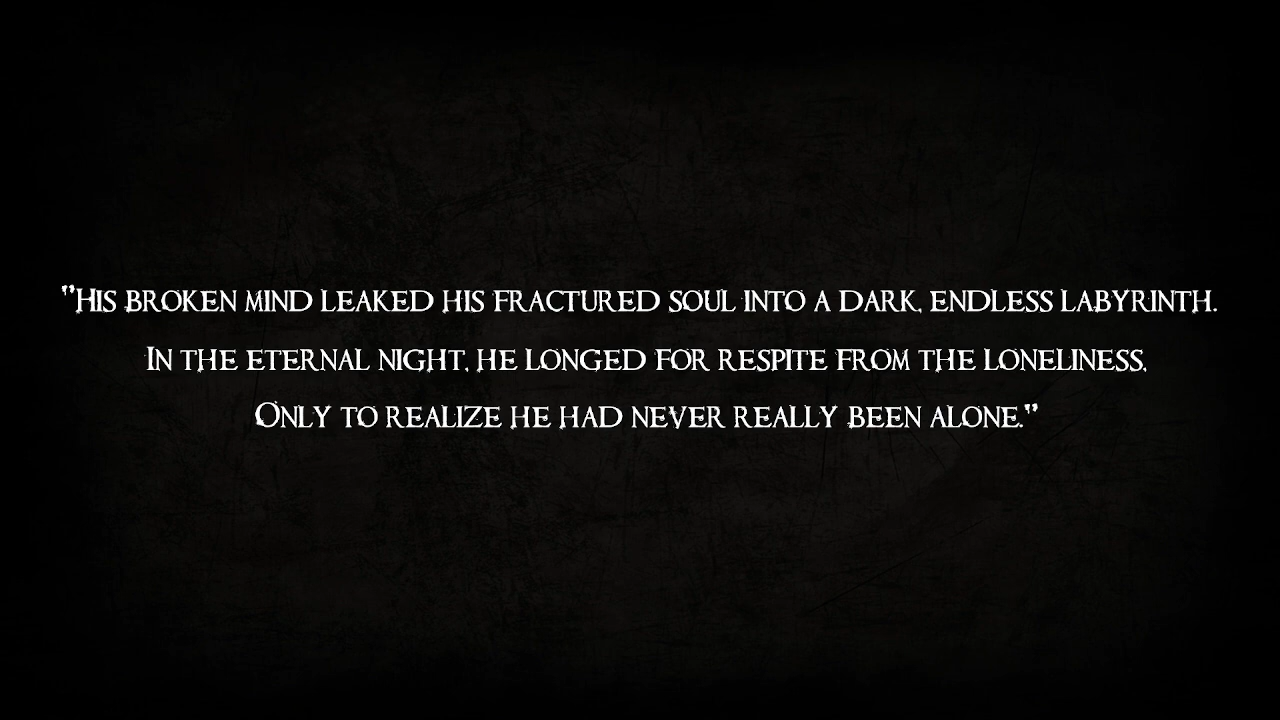 "His broken mind leaked his fractured soul into a dark, endless labyrinth.
In the eternal night, he longed for respite from the loneliness,
Only to realize he had never really been alone."